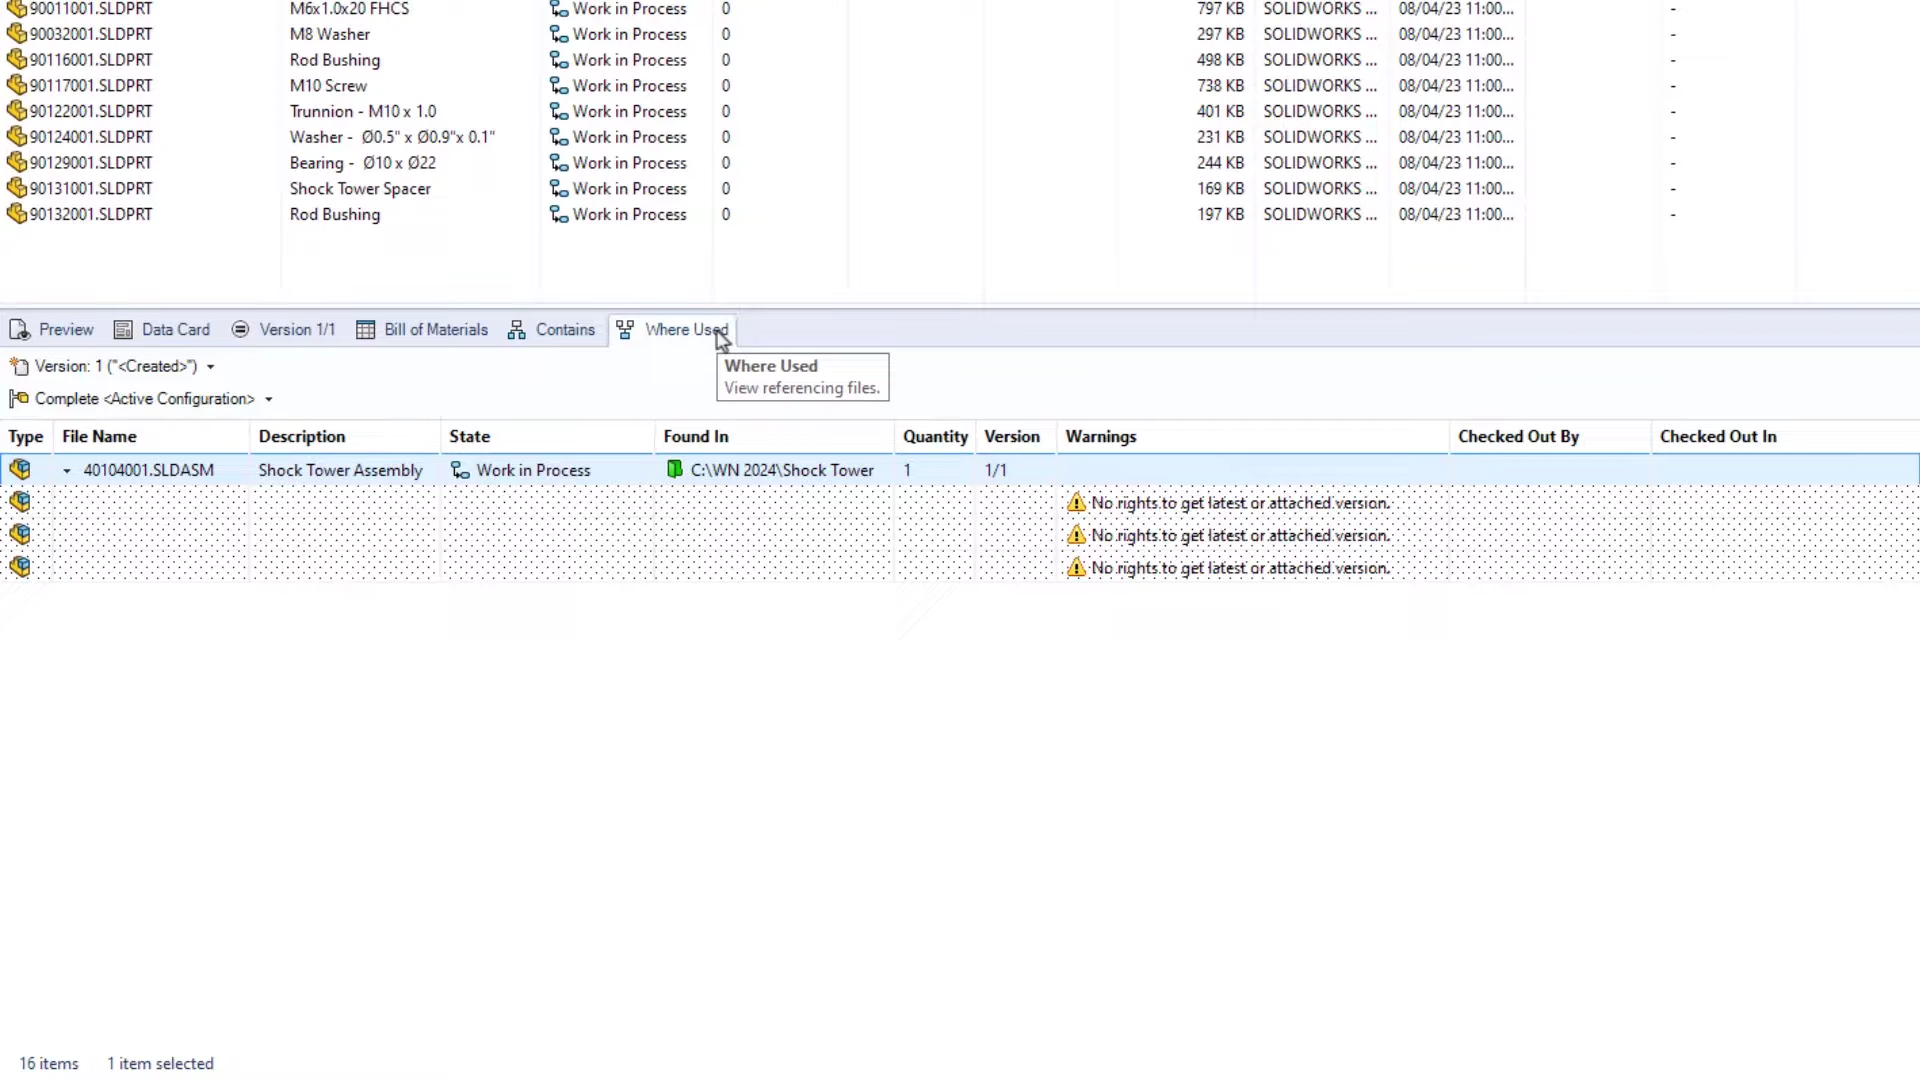 90011001.SLDPRT M6x1.0x20 FHCS Work in Process 0 797 KB SOLIDWORKS ... 08/04/23 11:00... -
90032001.SLDPRT M8 Washer Work in Process 0 297 KB SOLIDWORKS ... 08/04/23 11:00... -
90116001.SLDPRT Rod Bushing Work in Process 0 498 KB SOLIDWORKS ... 08/04/23 11:00... -
90117001.SLDPRT M10 Screw Work in Process 0 738 KB SOLIDWORKS ... 08/04/23 11:00... -
90122001.SLDPRT Trunnion - M10 x 1.0 Work in Process 0 401 KB SOLIDWORKS ... 08/04/23 11:00... -
90124001.SLDPRT Washer - Ø0.5" x Ø0.9"x 0.1" Work in Process 0 231 KB SOLIDWORKS ... 08/04/23 11:00... -
90129001.SLDPRT Bearing - Ø10 x Ø22 Work in Process 0 244 KB SOLIDWORKS ... 08/04/23 11:00... -
90131001.SLDPRT Shock Tower Spacer Work in Process 0 169 KB SOLIDWORKS ... 08/04/23 11:00... -
90132001.SLDPRT Rod Bushing Work in Process 0 197 KB SOLIDWORKS ... 08/04/23 11:00... -
Preview Data Card Version 1/1 Bill of Materials Contains Where Used
Version: 1 ("<Created>")
Where Used
View referencing files.
Complete <Active Configuration>
Type File Name Description State Found In Quantity Version Warnings Checked Out By Checked Out In
40104001.SLDASM Shock Tower Assembly Work in Process C:\WN 2024\Shock Tower 1 1/1
No rights to get latest or attached version.
No rights to get latest or attached version.
No rights to get latest or attached version.
16 items 1 item selected